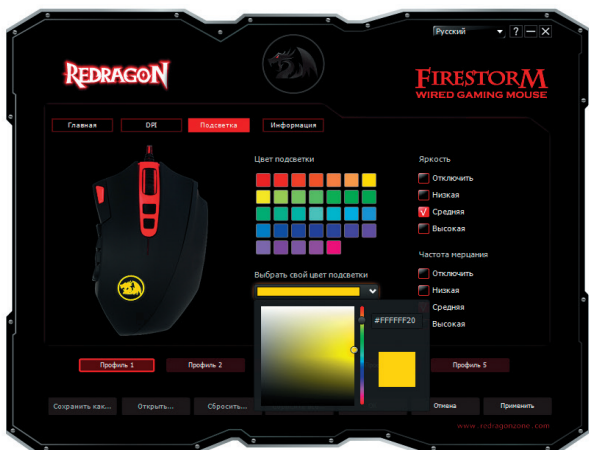 Русский
?
REDRAGON
FIRESTORM
WIRED GAMING MOUSE
Главная
DPI
Подсветка
Информация
Цвет подсветки
Яркость
Отключить
Низкая
Средняя
Высокая
Частота мерцания
Выбрать свой цвет подсветки
Отключить
Низкая
Средняя
Высокая
#FFFFFF20
Профиль 1
Профиль 2
Профиль 5
Сохранить как...
Открыть...
Сбросить...
Отмена
Применить
www.redragonzone.com